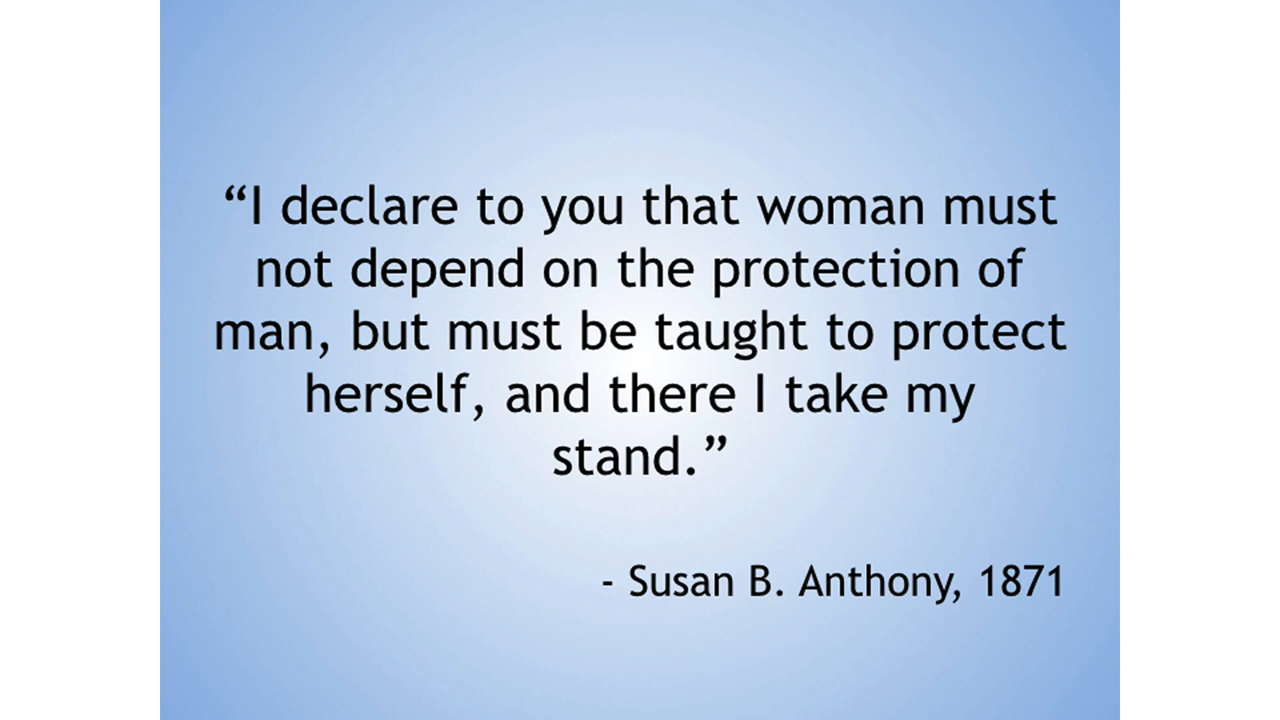 “I declare to you that woman must
not depend on the protection of
man, but must be taught to protect
herself, and there I take my
stand.”
- Susan B. Anthony, 1871